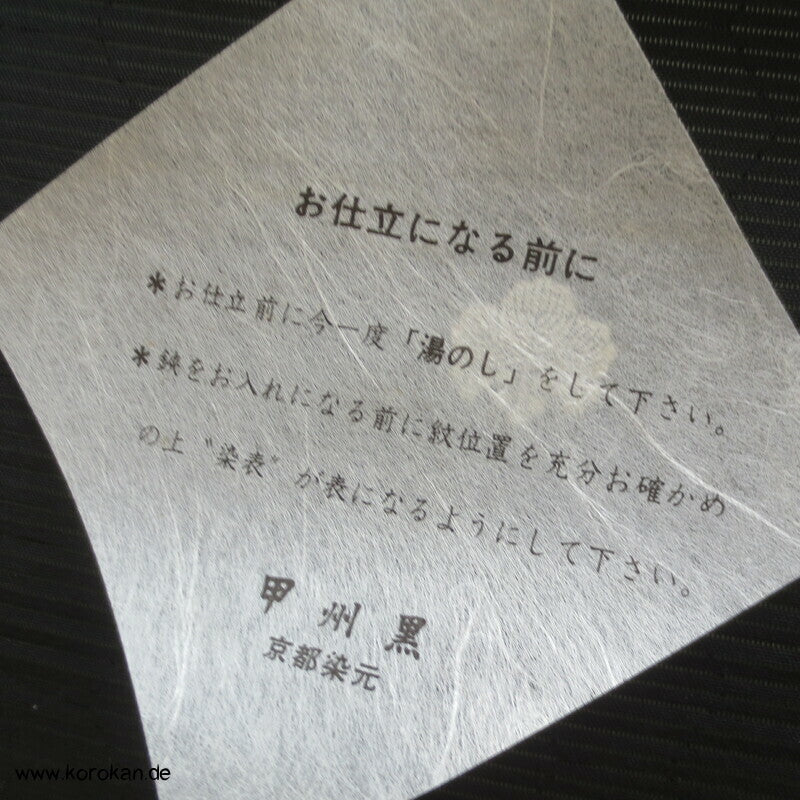 お仕立になる前に
＊お仕立前に今一度「湯のし」をして下さい。
＊鋏をお入れになる前に紋位置を充分お確かめ
の上〝染表〟が表になるようにして下さい。
甲州黒
京都染元
www.korokan.de